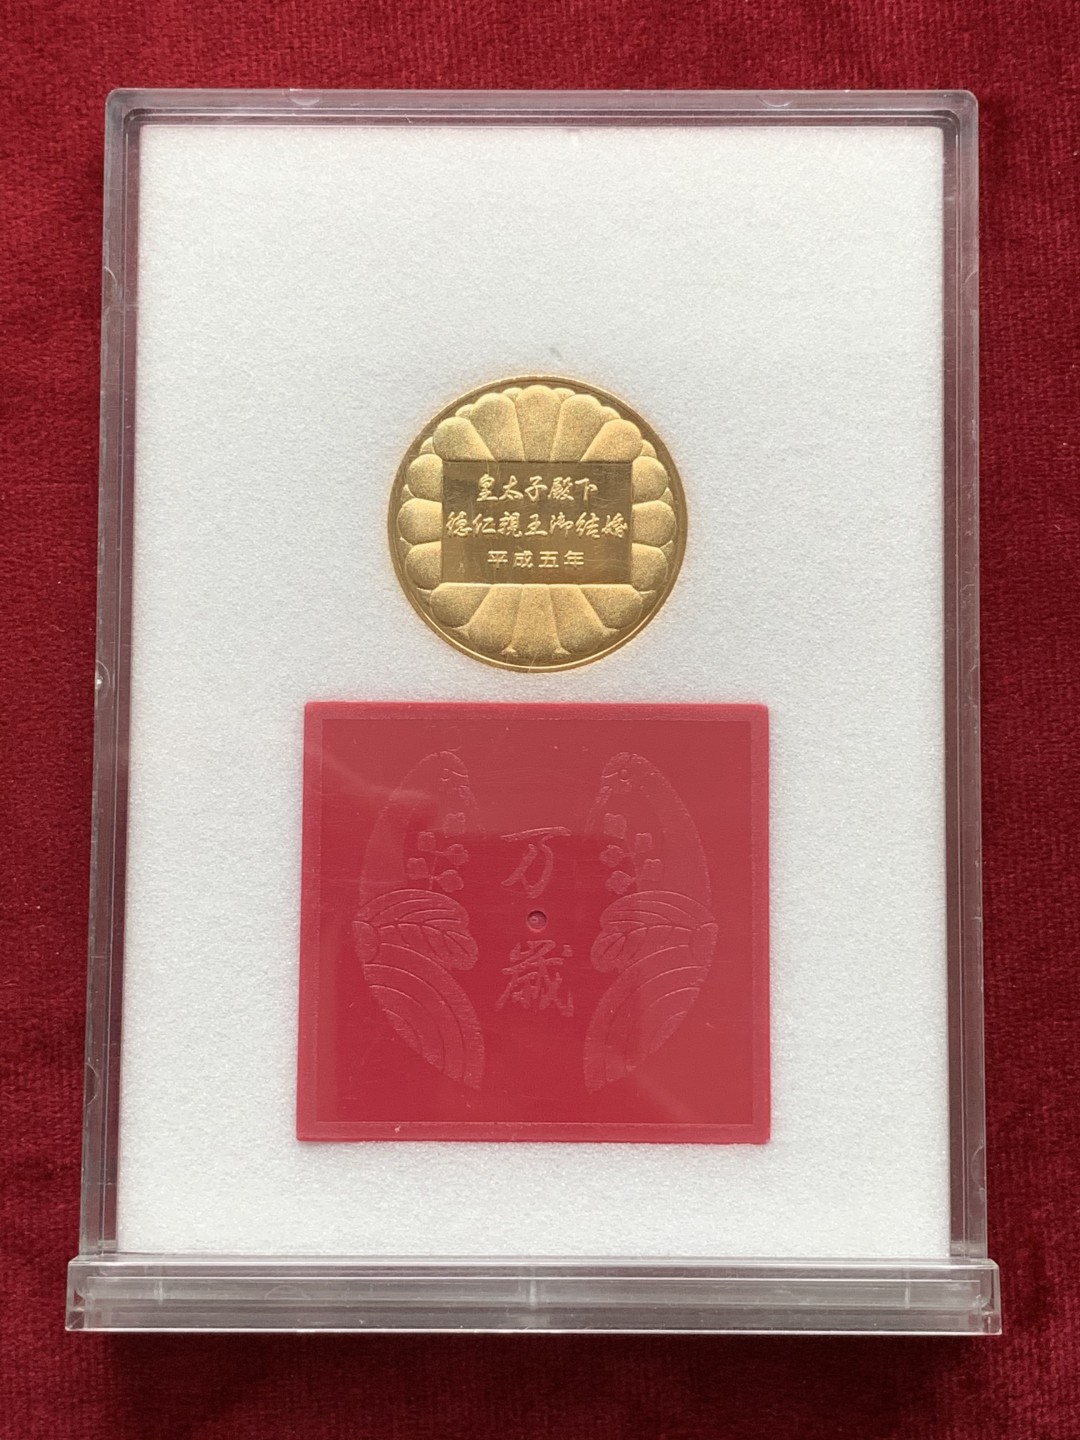 皇太子殿下
徳仁親王御結婚
平成五年
万
歳